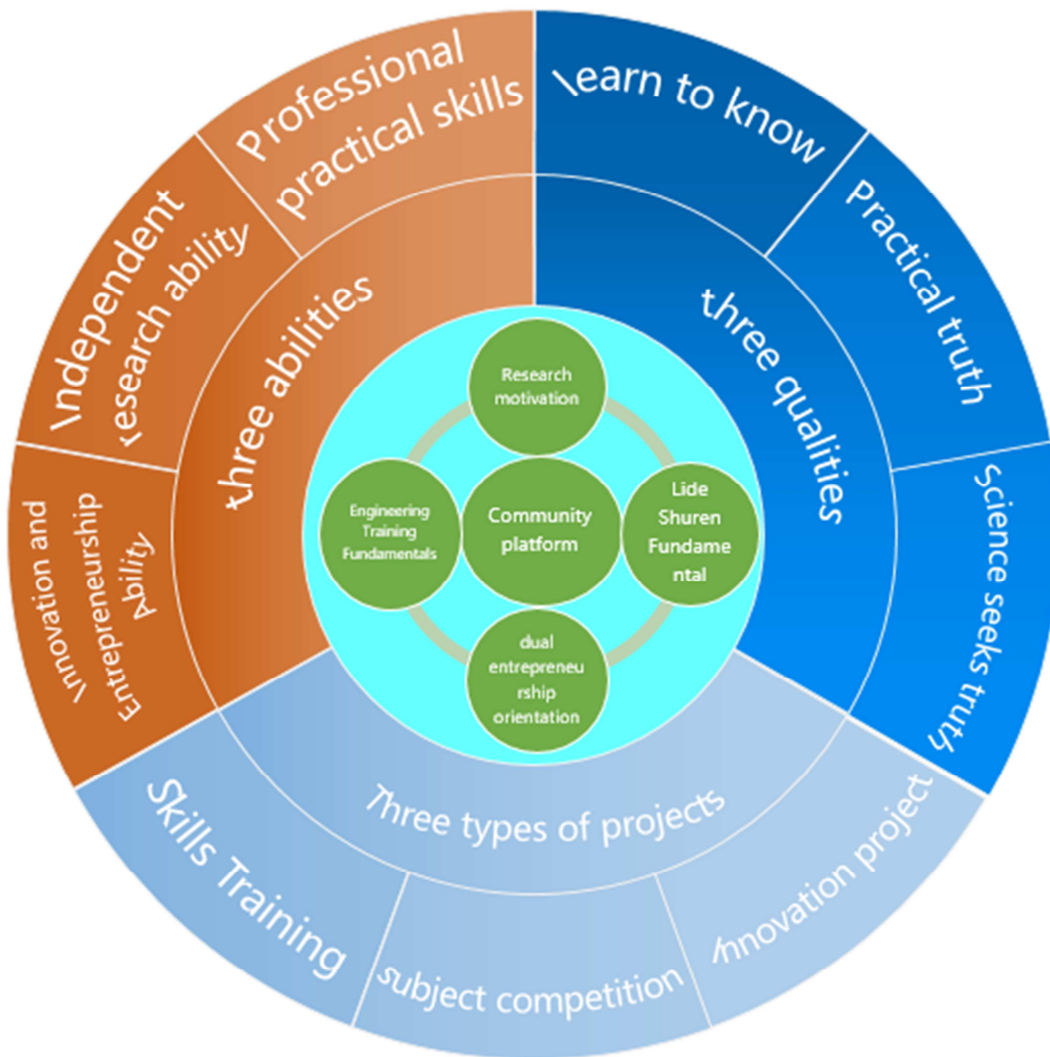 Professional
practical skills
learn to know
Practical truth
Science seeks truth
Independent
research ability
Innovation and
Entrepreneurship
Ability
three abilities
three qualities
Research
motivation
Engineering
Training
Fundamentals
Community
platform
Lide
Shuren
Fundame
ntal
dual
entrepreneu
rship
orientation
Three types of projects
Skills Training
subject competition
Innovation project